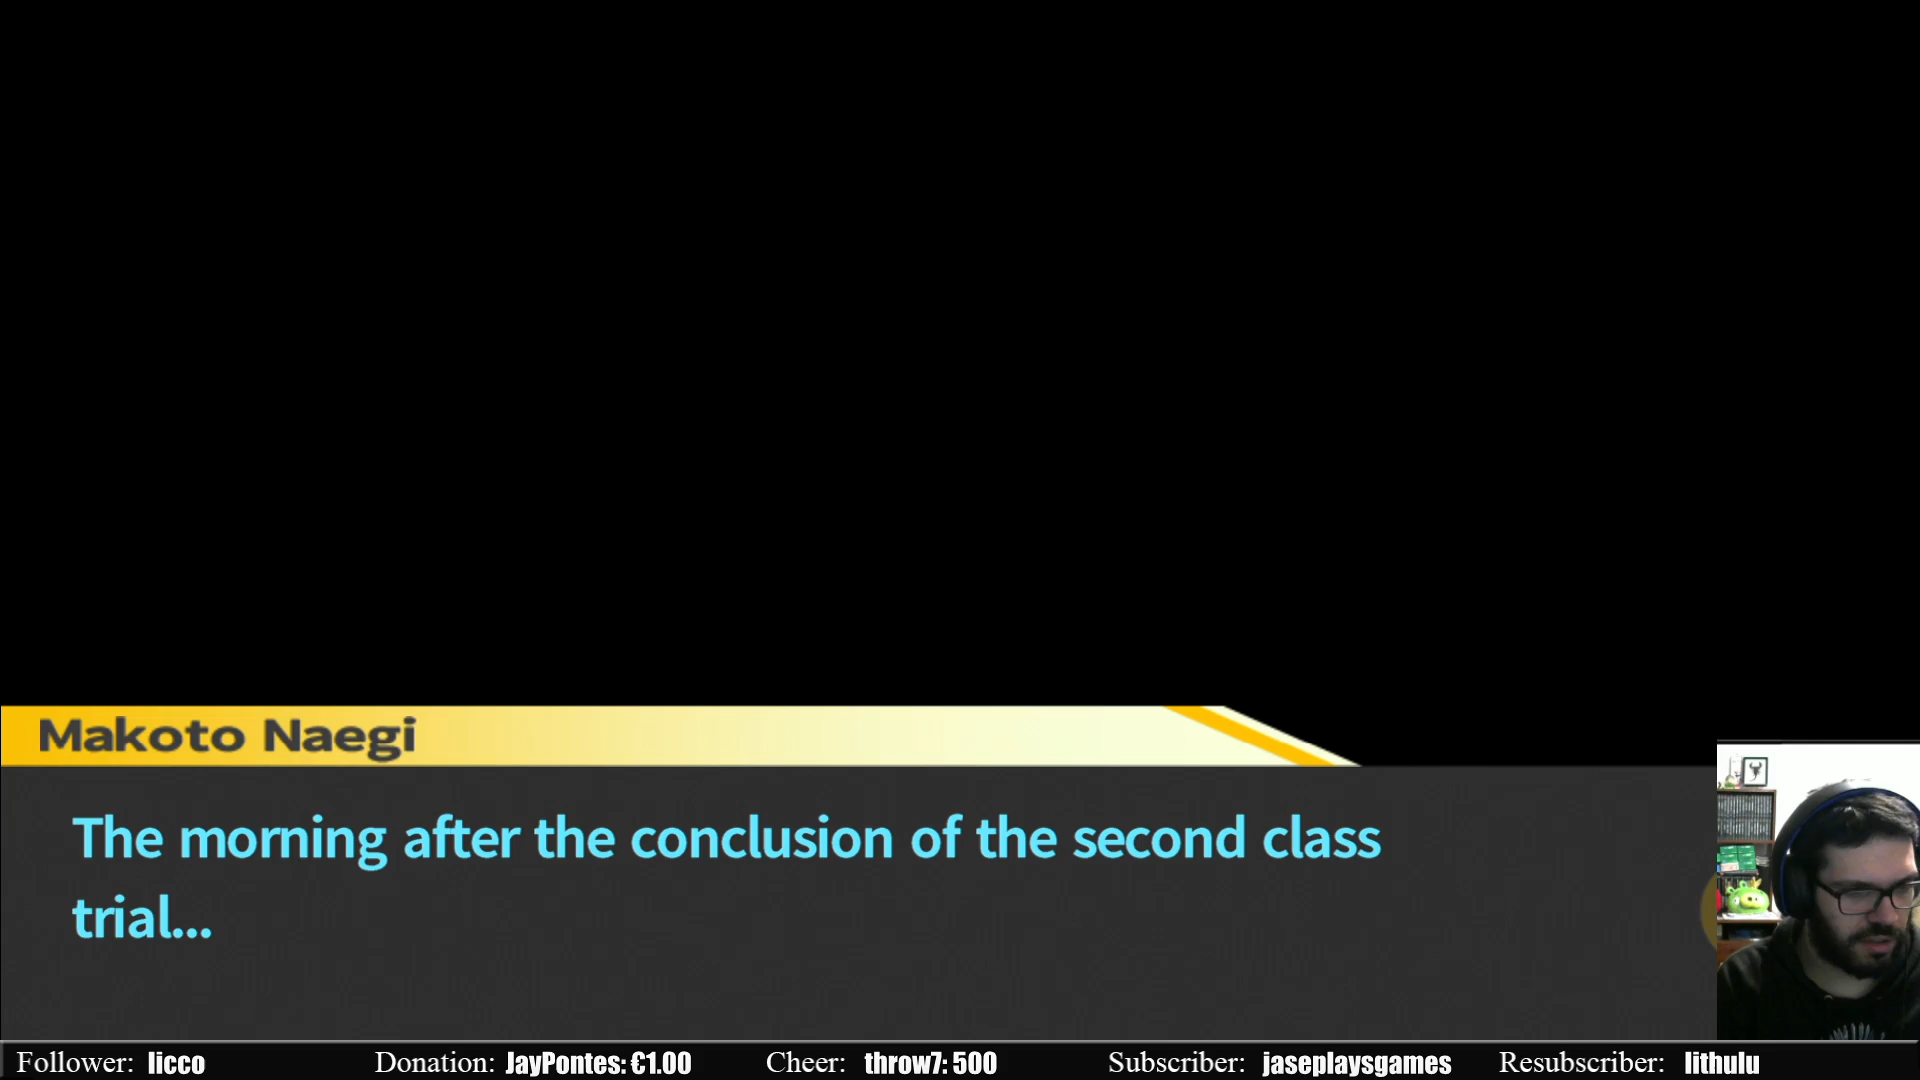 Makoto Naegi
The morning after the conclusion of the second class
trial...
Follower: licco Donation: JayPontes: €1.00 Cheer: throw7: 500 Subscriber: jaseplaysgames Resubscriber: lithulu